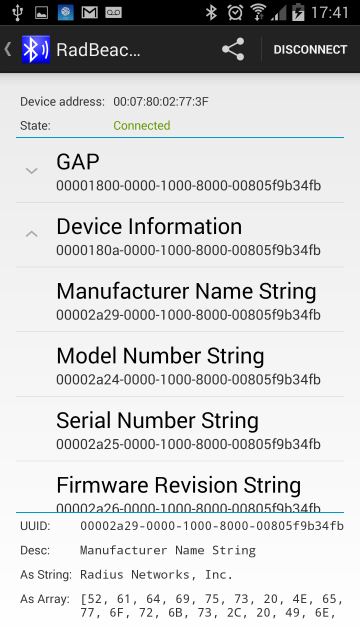 17:41
RadBeac...
DISCONNECT
Device address: 00:07:80:02:77:3F
State: Connected
GAP
00001800-0000-1000-8000-00805f9b34fb
Device Information
0000180a-0000-1000-8000-00805f9b34fb
Manufacturer Name String
00002a29-0000-1000-8000-00805f9b34fb
Model Number String
00002a24-0000-1000-8000-00805f9b34fb
Serial Number String
00002a25-0000-1000-8000-00805f9b34fb
Firmware Revision String
00002a26-0000-1000-8000-00805f9b34fb
UUID: 00002a29-0000-1000-8000-00805f9b34fb
Desc: Manufacturer Name String
As String: Radius Networks, Inc.
As Array: [52, 61, 64, 69, 75, 73, 20, 4E, 65,
77, 6F, 72, 6B, 73, 2C, 20, 49, 6E,